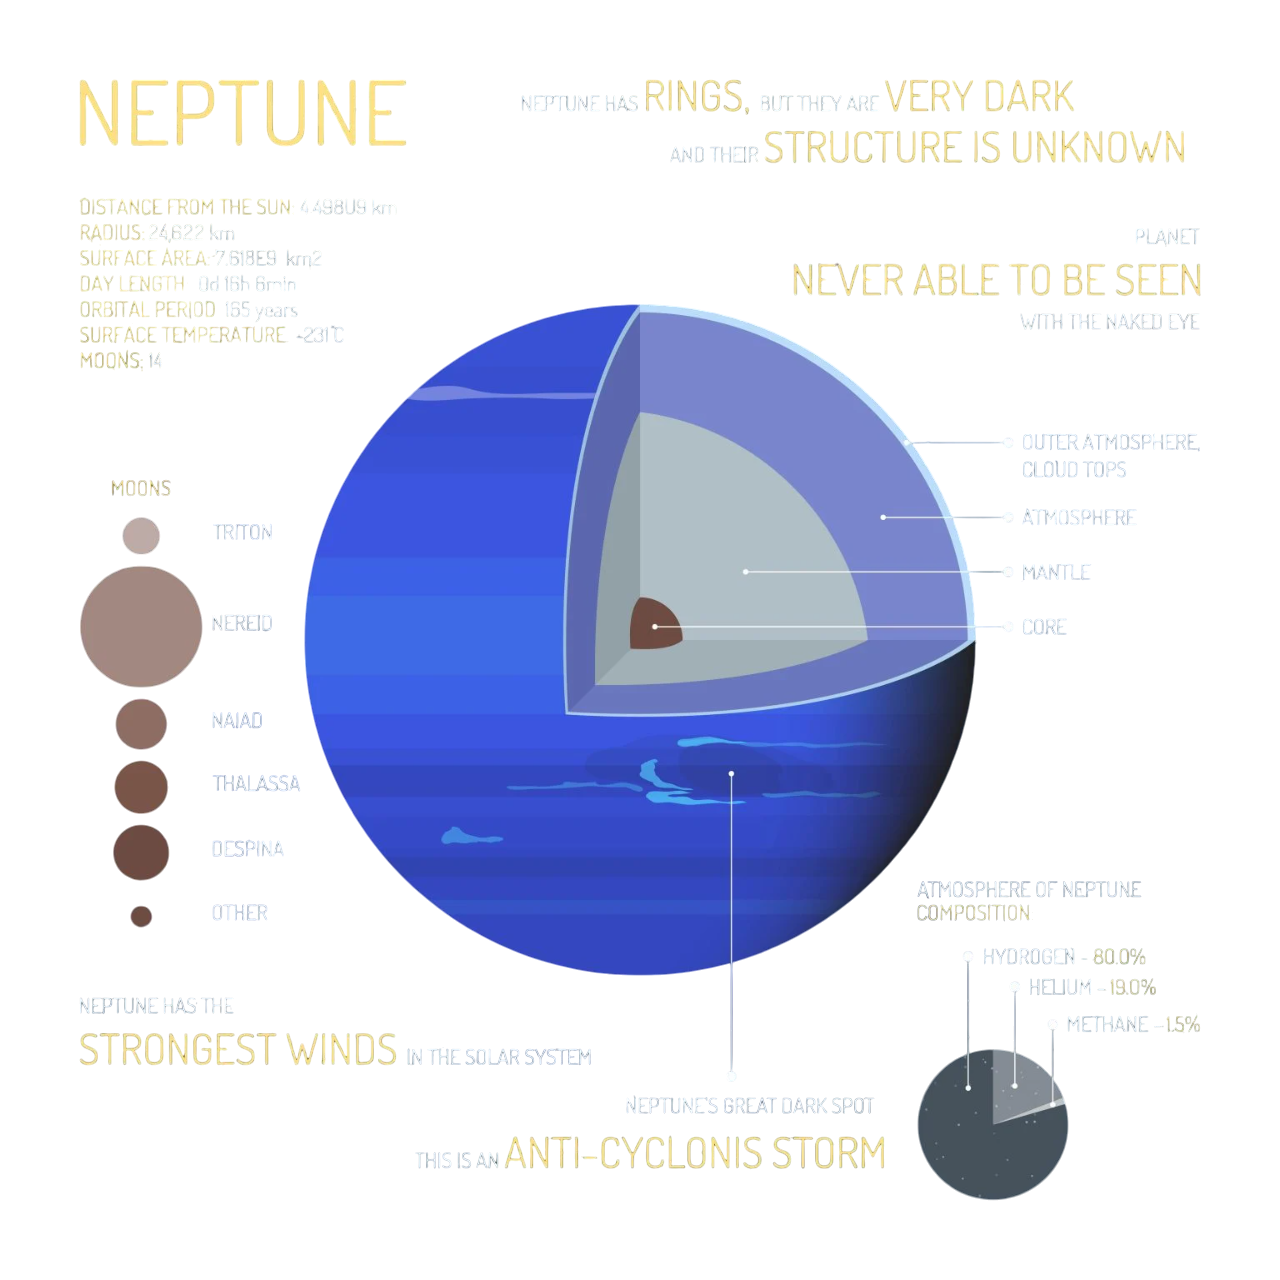 NEPTUNE
NEPTUNE HAS RINGS, BUT THEY ARE VERY DARK
AND THEIR STRUCTURE IS UNKNOWN
DISTANCE FROM THE SUN km
RADIUS: 24,622 km
SURFACE AREA: 7.618E9 km2
DAY LENGTH 0d 16h 6min
ORBITAL PERIOD 165 years
SURFACE TEMPERATURE -231°C
MOONS; 14
PLANET
NEVER ABLE TO BE SEEN
WITH THE NAKED EYE
OUTER ATMOSPHERE,
CLOUD TOPS
ATMOSPHERE
MANTLE
CORE
MOONS
TRITON
NEREID
NAIAD
THALASSA
DESPINA
OTHER
NEPTUNE HAS THE
STRONGEST WINDS IN THE SOLAR SYSTEM
NEPTUNE'S GREAT DARK SPOT
THIS IS AN ANTI-CYCLONIS STORM
ATMOSPHERE OF NEPTUNE
COMPOSITION
HYDROGEN - 80.0%
HELIUM - 19.0%
METHANE - 1.5%